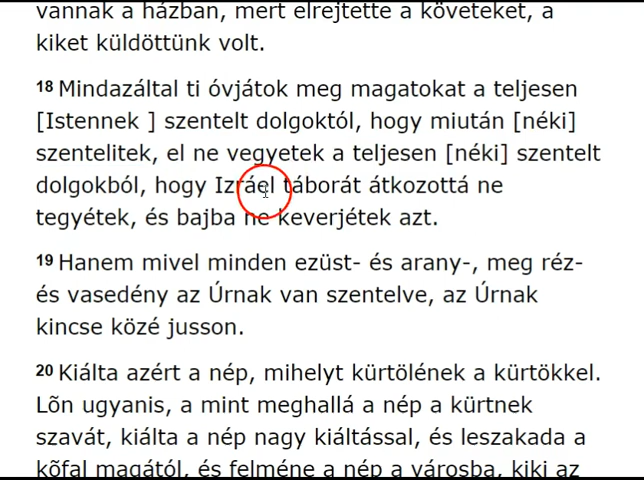 vannak a házban, mert elrejtette a követeket, a
kiket küldöttünk volt.
18 Mindazáltal ti óvjátok meg magatokat a teljesen
[Istennek ] szentelt dolgoktól, hogy miután [néki]
szentelitek, el ne vegyetek a teljesen [néki] szentelt
dolgokból, hogy Izráel táborát átkozottá ne
tegyétek, és bajba ne keverjétek azt.
19 Hanem mivel minden ezüst- és arany-, meg réz-
és vasedény az Úrnak van szentelve, az Úrnak
kincse közé jusson.
20 Kiálta azért a nép, mihelyt kürtölének a kürtökkel.
Lõn ugyanis, a mint meghallá a nép a kürtnek
szavát, kiálta a nép nagy kiáltással, és leszakada a
kõfal magától, és felméne a nép a városba, kiki az